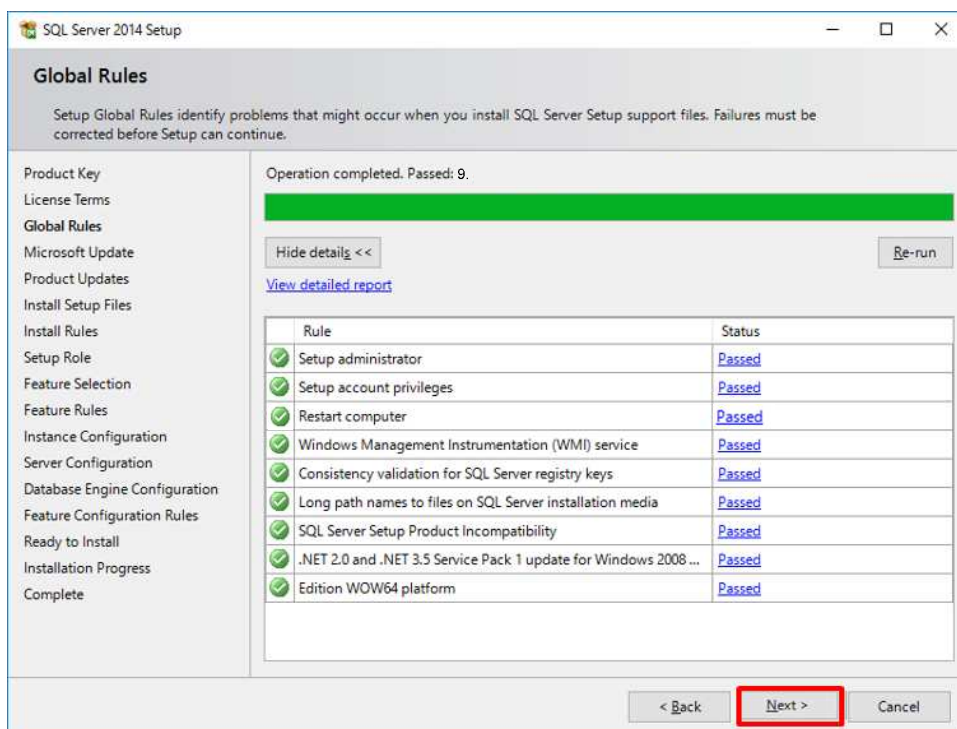 SQL Server 2014 Setup
Global Rules
Setup Global Rules identify problems that might occur when you install SQL Server Setup support files. Failures must be
corrected before Setup can continue.
Product Key
License Terms
Global Rules
Microsoft Update
Product Updates
Install Setup Files
Install Rules
Setup Role
Feature Selection
Feature Rules
Instance Configuration
Server Configuration
Database Engine Configuration
Feature Configuration Rules
Ready to Install
Installation Progress
Complete
Operation completed. Passed: 9.
Hide details <<
Re-run
View detailed report
Rule Status
Setup administrator Passed
Setup account privileges Passed
Restart computer Passed
Windows Management Instrumentation (WMI) service Passed
Consistency validation for SQL Server registry keys Passed
Long path names to files on SQL Server installation media Passed
SQL Server Setup Product Incompatibility Passed
.NET 2.0 and .NET 3.5 Service Pack 1 update for Windows 2008 ... Passed
Edition WOW64 platform Passed
< Back Next > Cancel